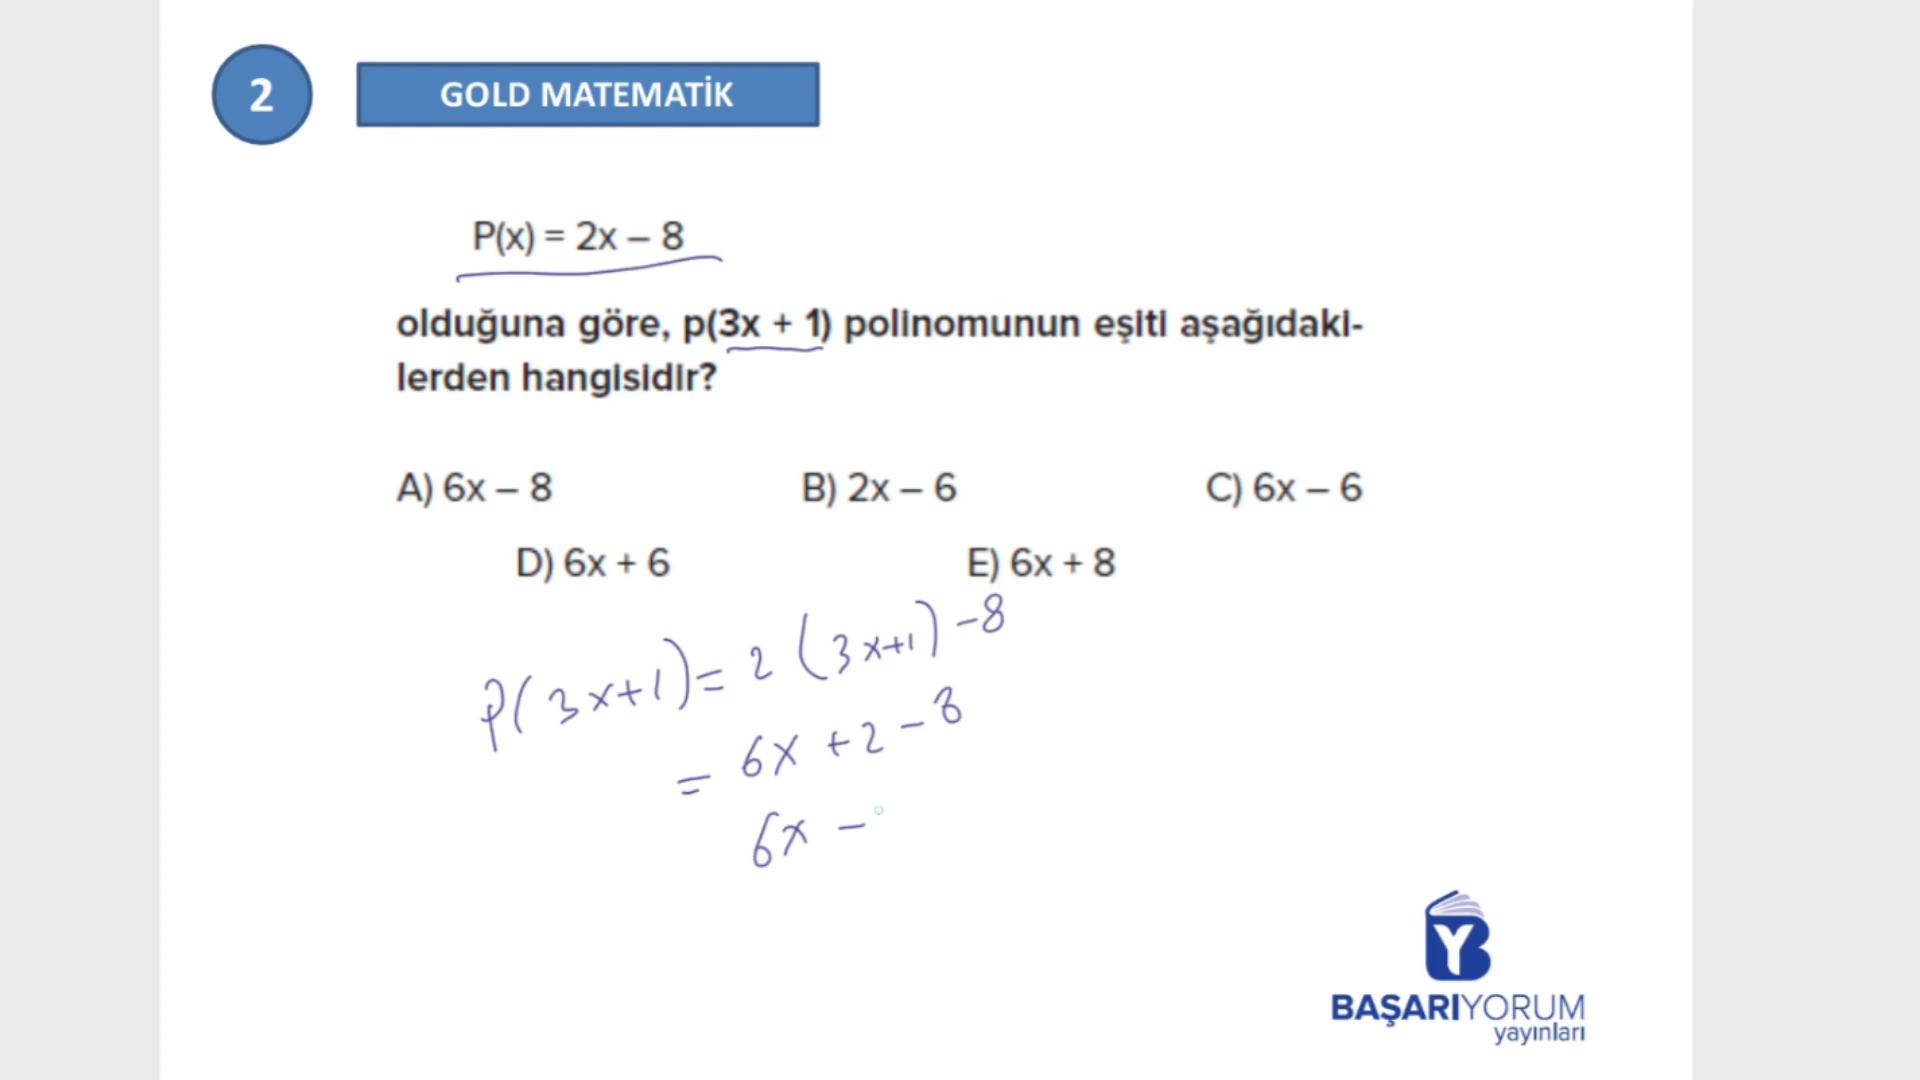 2
GOLD MATEMATİK
P(x) = 2x – 8
olduğuna göre, p(3x + 1) polinomunun eşiti aşağıdaki-
lerden hangisidir?
A) 6x – 8 B) 2x – 6 C) 6x – 6
D) 6x + 6 E) 6x + 8
P(3x+1) = 2(3x+1) -8
= 6x +2 -8
6x -
BAŞARIYORUM
yayınları